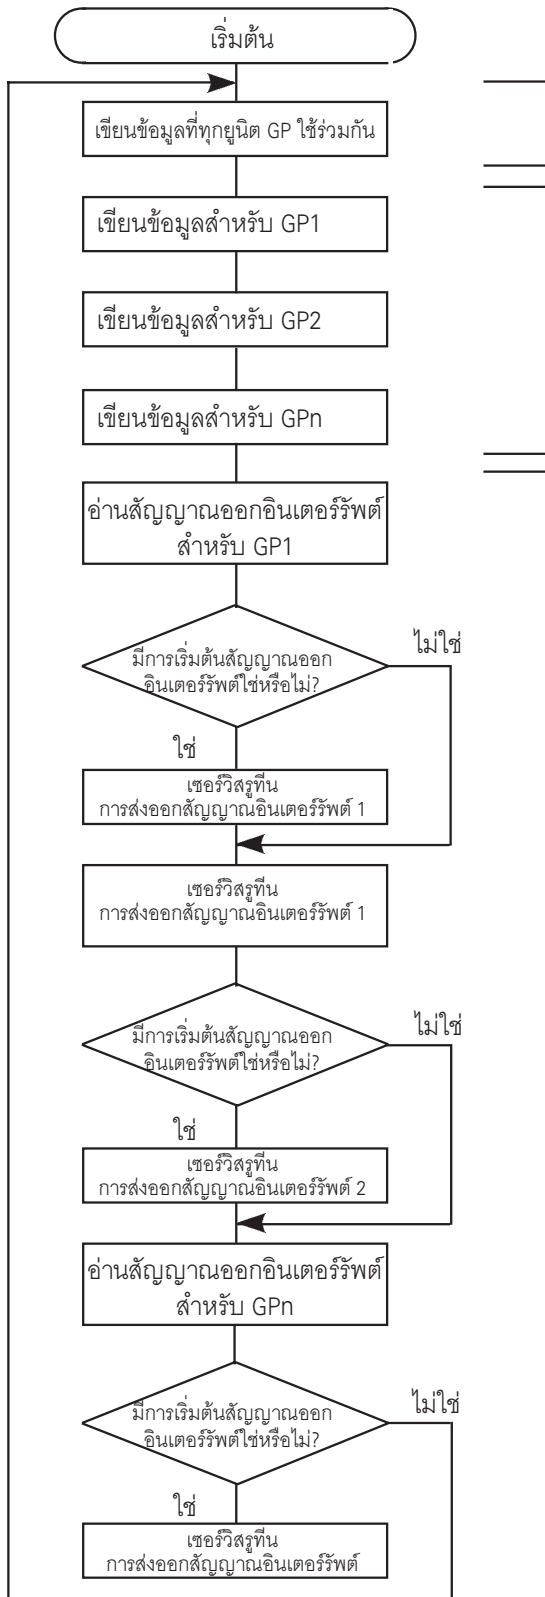 เริ่มต้น
เขียนข้อมูลที่ทุกยูนิต GP ใช้ร่วมกัน
เขียนข้อมูลสำหรับ GP1
เขียนข้อมูลสำหรับ GP2
เขียนข้อมูลสำหรับ GPn
อ่านสัญญาณออกอินเตอร์รัพต์
สำหรับ GP1
ไม่ใช่
มีการเริ่มต้นสัญญาณออก
อินเตอร์รัพต์ใช่หรือไม่?
ใช่
เซอร์วิสรูทีน
การส่งออกสัญญาณอินเตอร์รัพต์ 1
เซอร์วิสรูทีน
การส่งออกสัญญาณอินเตอร์รัพต์ 1
ไม่ใช่
มีการเริ่มต้นสัญญาณออก
อินเตอร์รัพต์ใช่หรือไม่?
ใช่
เซอร์วิสรูทีน
การส่งออกสัญญาณอินเตอร์รัพต์ 2
อ่านสัญญาณออกอินเตอร์รัพต์
สำหรับ GPn
ไม่ใช่
มีการเริ่มต้นสัญญาณออก
อินเตอร์รัพต์ใช่หรือไม่?
ใช่
เซอร์วิสรูทีน
การส่งออกสัญญาณอินเตอร์รัพต์